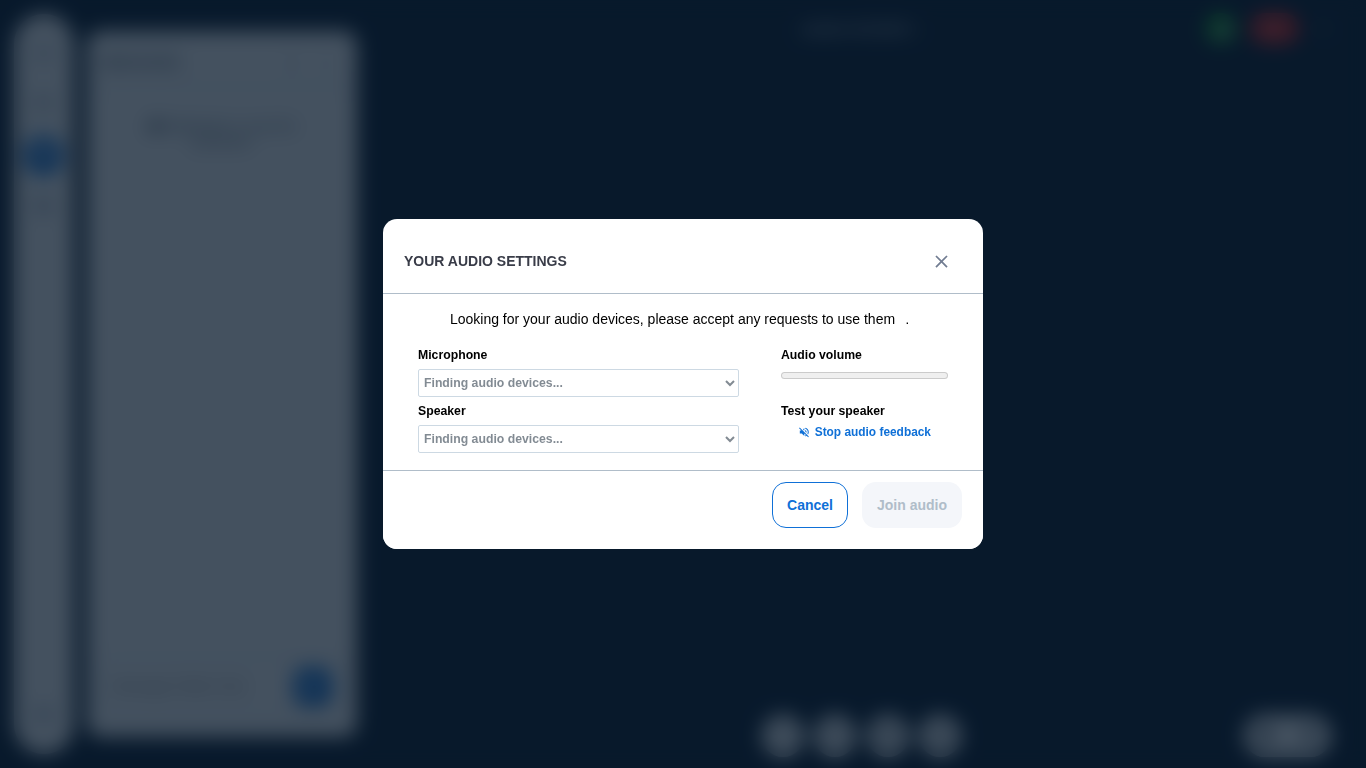 YOUR AUDIO SETTINGS
Looking for your audio devices, please accept any requests to use them .
Microphone
Finding audio devices...
Audio volume
Speaker
Finding audio devices...
Test your speaker
Stop audio feedback
Cancel
Join audio